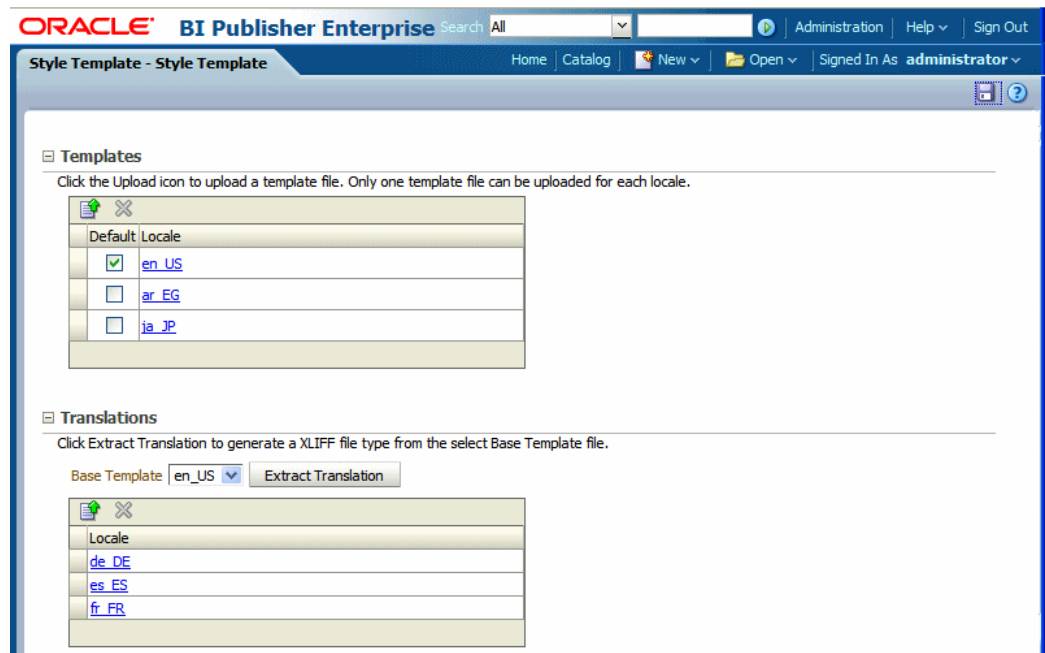 ORACLE BI Publisher Enterprise Search All Administration Help Sign Out
Style Template - Style Template Home Catalog New Open Signed In As administrator
Templates
Click the Upload icon to upload a template file. Only one template file can be uploaded for each locale.
Default Locale
en_US
ar_EG
ja_JP
Translations
Click Extract Translation to generate a XLIFF file type from the select Base Template file.
Base Template en_US Extract Translation
Locale
de_DE
es_ES
fr_FR